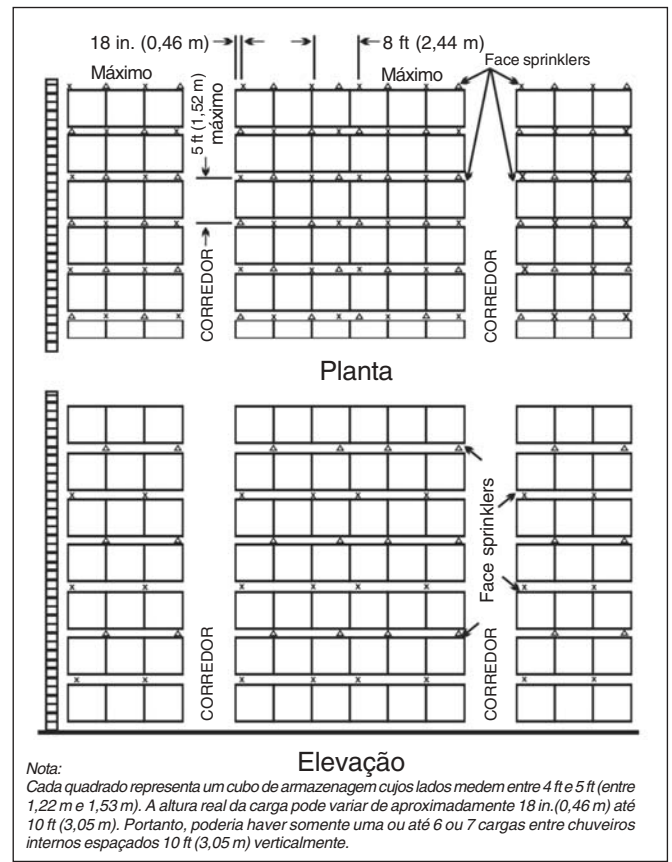 18 in. (0,46 m)
8 ft (2,44 m)
Face sprinklers
Máximo
Máximo
5 ft (1,52 m)
máximo
CORREDOR
CORREDOR
Planta
Face sprinklers
CORREDOR
CORREDOR
Elevação
Nota:
Cada quadrado representa um cubo de armazenagem cujos lados medem entre 4 ft e 5 ft (entre
1,22 m e 1,53 m). A altura real da carga pode variar de aproximadamente 18 in.(0,46 m) até
10 ft (3,05 m). Portanto, poderia haver somente uma ou até 6 ou 7 cargas entre chuveiros
internos espaçados 10 ft (3,05 m) verticalmente.